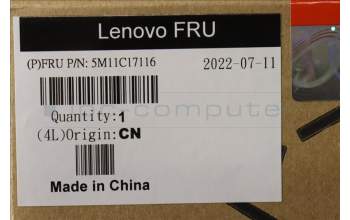 Lenovo FRU
(P)FRU P/N: 5M11C17116 2022-07-11
Quantity:1
(4L)Origin:CN
Made in China